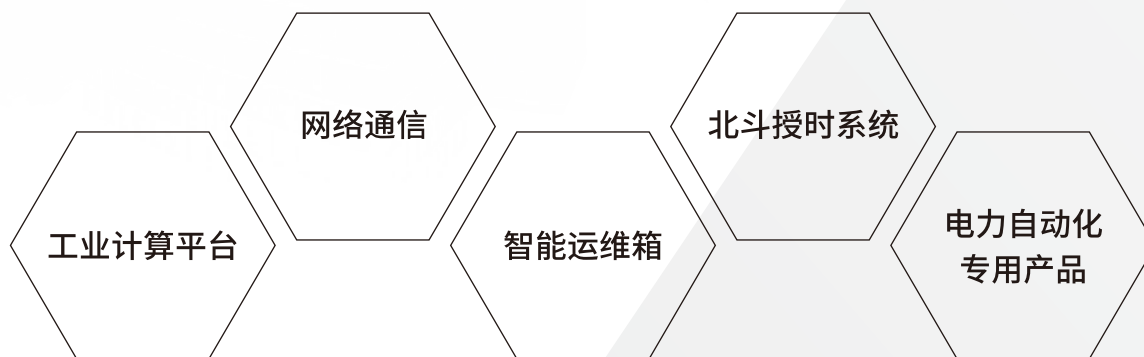 工业计算平台
网络通信
智能运维箱
北斗授时系统
电力自动化
专用产品